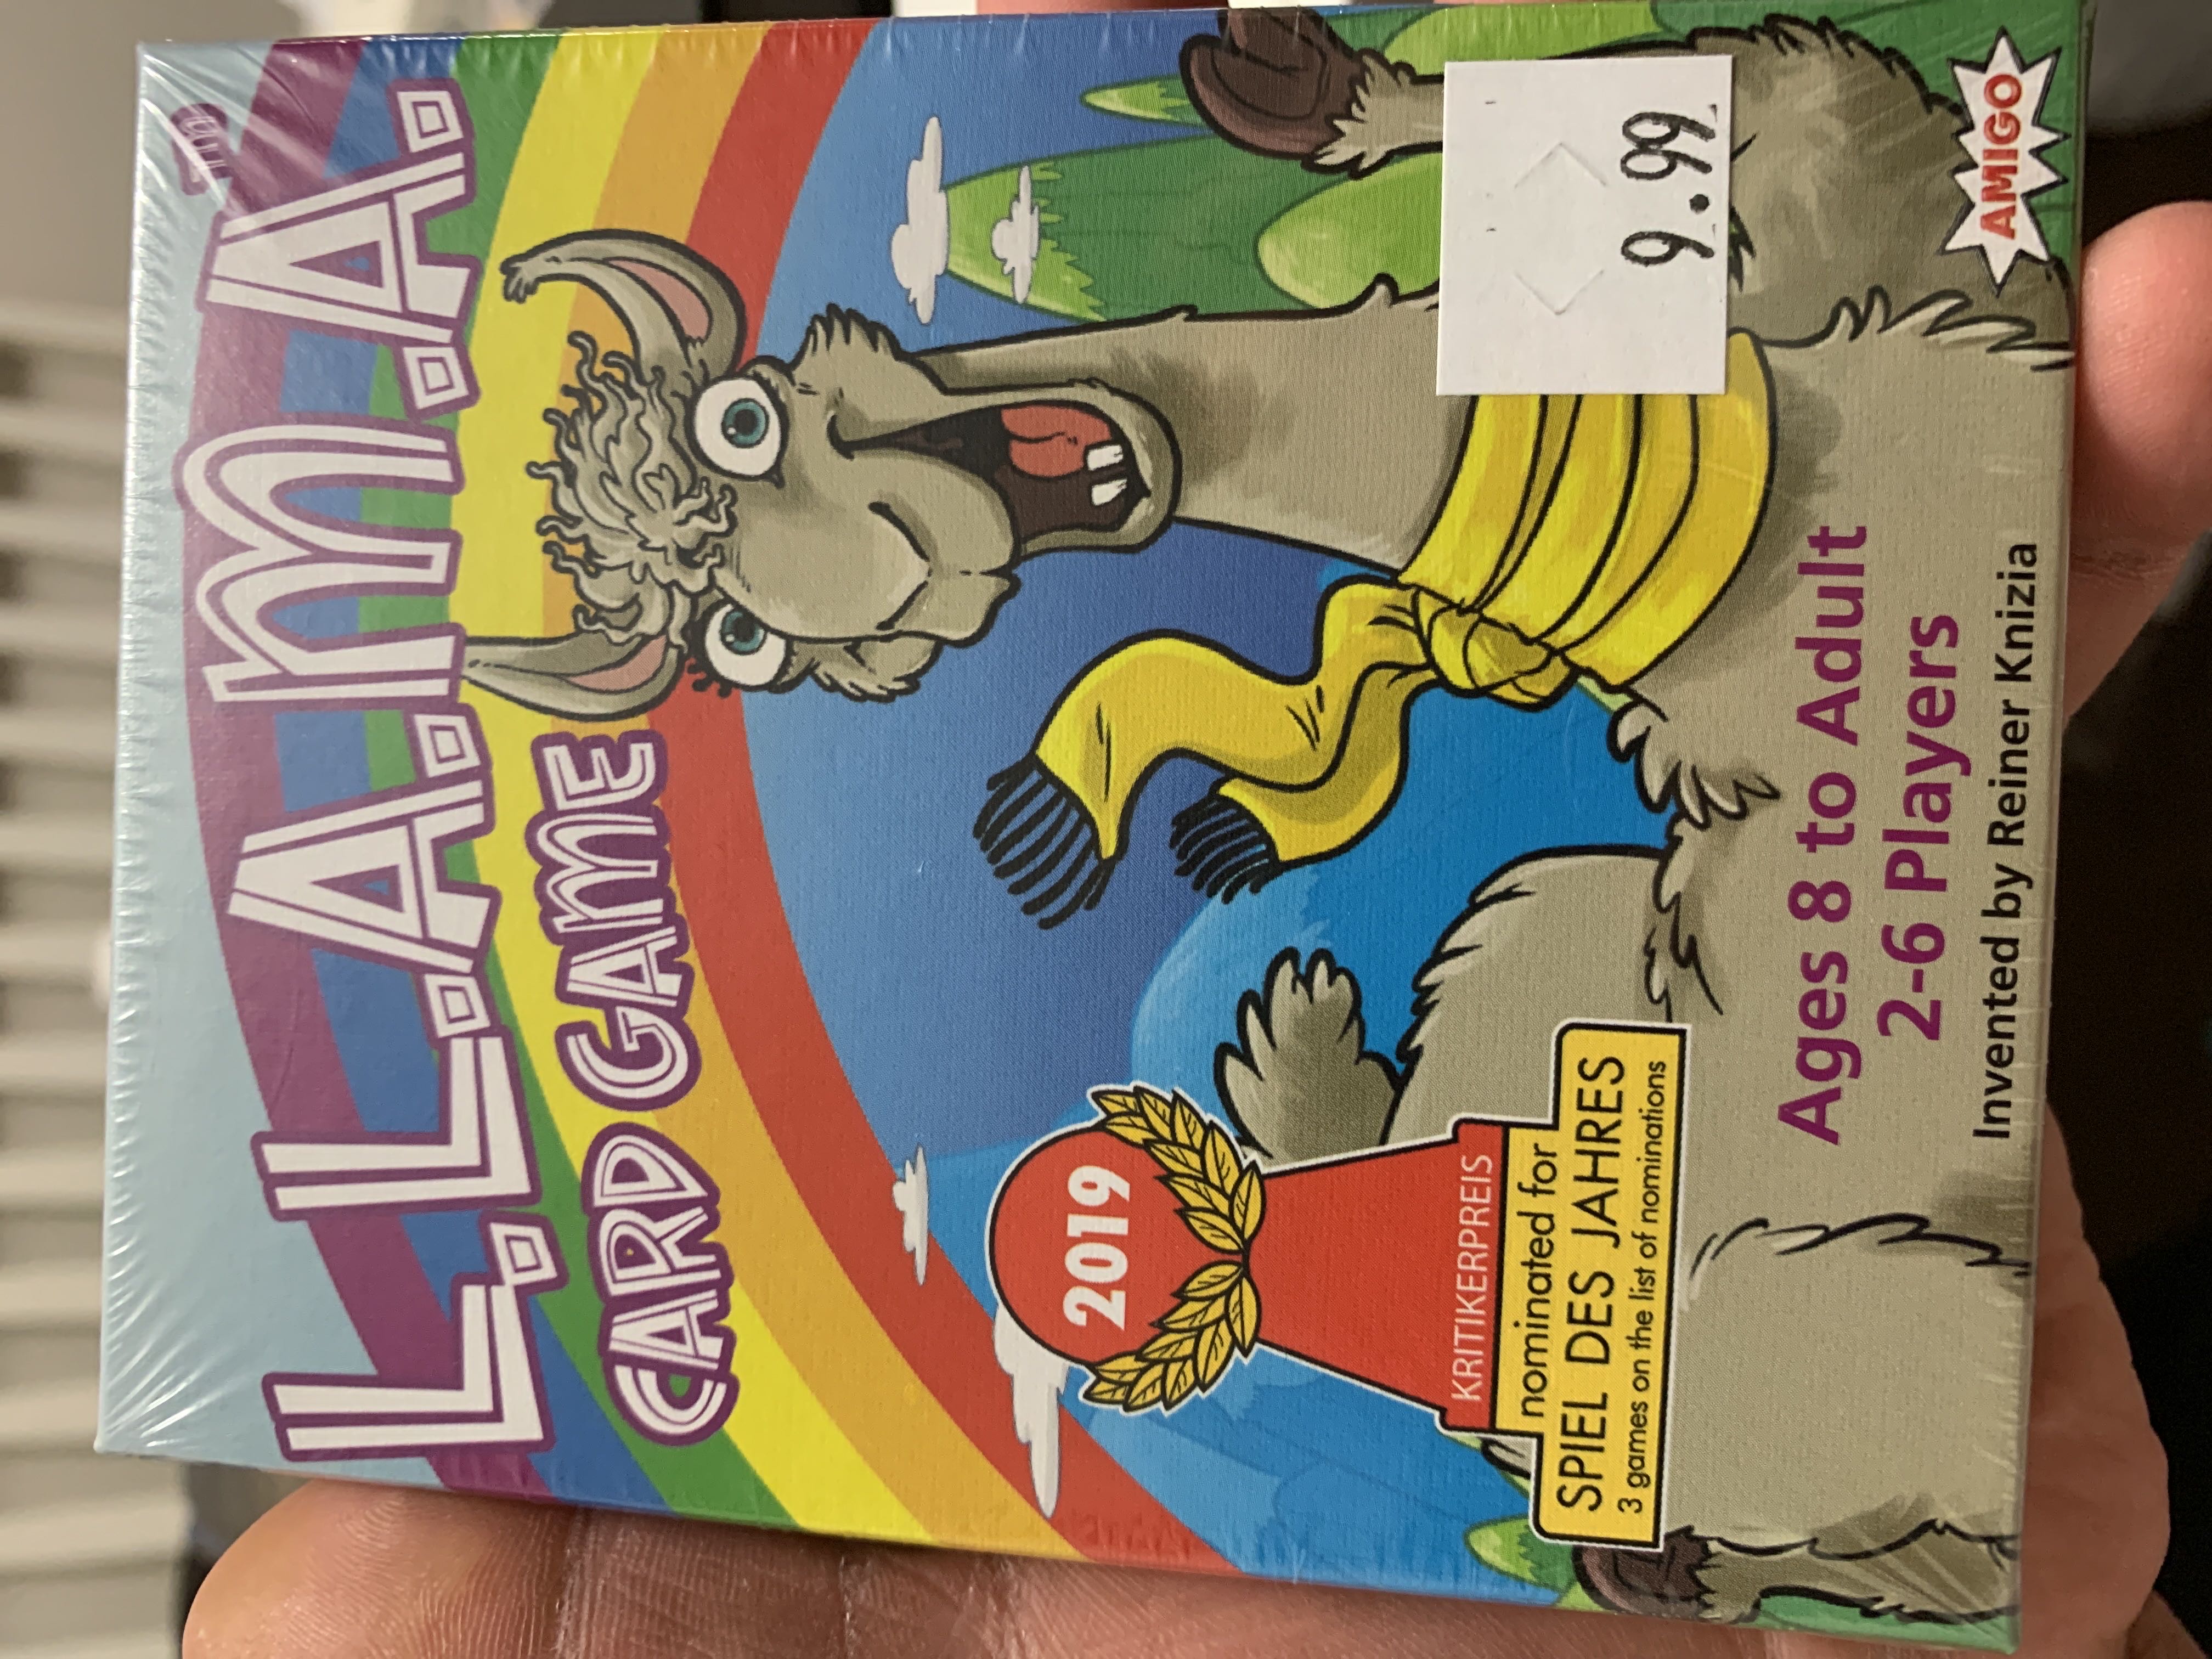 L.L.A.M.A.
TM
CARD GAME
9.99
2019
KRITIKERPREIS
nominated for
SPIEL DES JAHRES
3 games on the list of nominations
Ages 8 to Adult
2-6 Players
Invented by Reiner Knizia
AMIGO